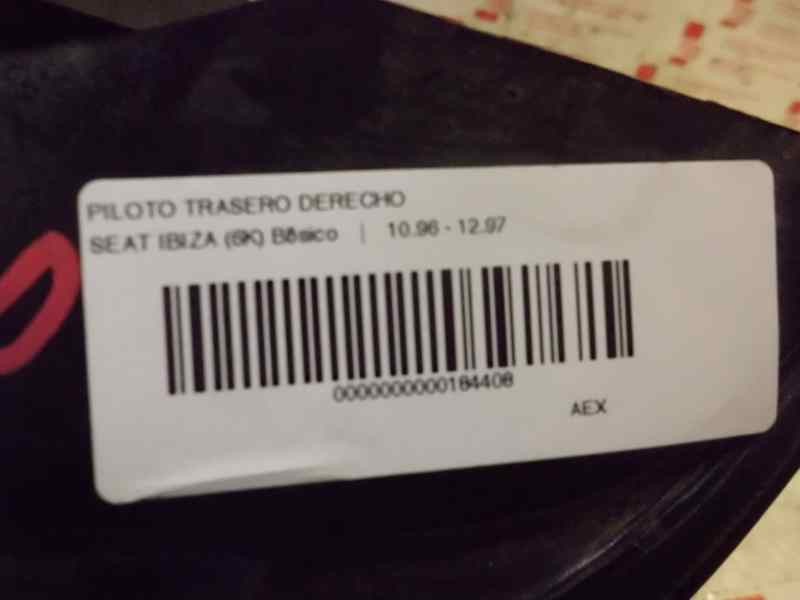 PILOTO TRASERO DERECHO
SEAT IBIZA (6K) Básico | 10.96 - 12.97
0000000000184408
AEX